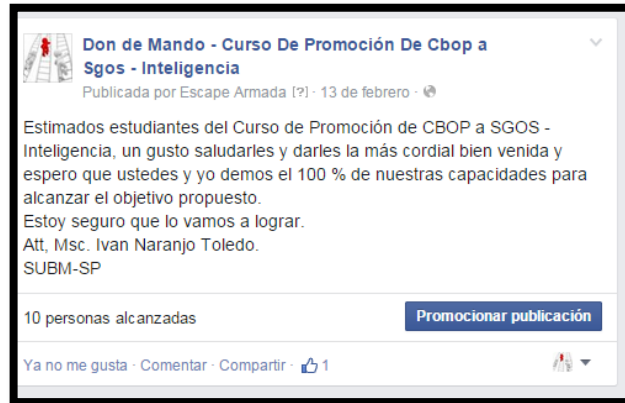 Don de Mando - Curso De Promoción De Cbop a
Sgos - Inteligencia
Publicada por Escape Armada [?] · 13 de febrero ·
Estimados estudiantes del Curso de Promoción de CBOP a SGOS -
Inteligencia, un gusto saludarles y darles la más cordial bien venida y
espero que ustedes y yo demos el 100 % de nuestras capacidades para
alcanzar el objetivo propuesto.
Estoy seguro que lo vamos a lograr.
Att, Msc. Ivan Naranjo Toledo.
SUBM-SP
10 personas alcanzadas
Promocionar publicación
Ya no me gusta · Comentar · Compartir · 1